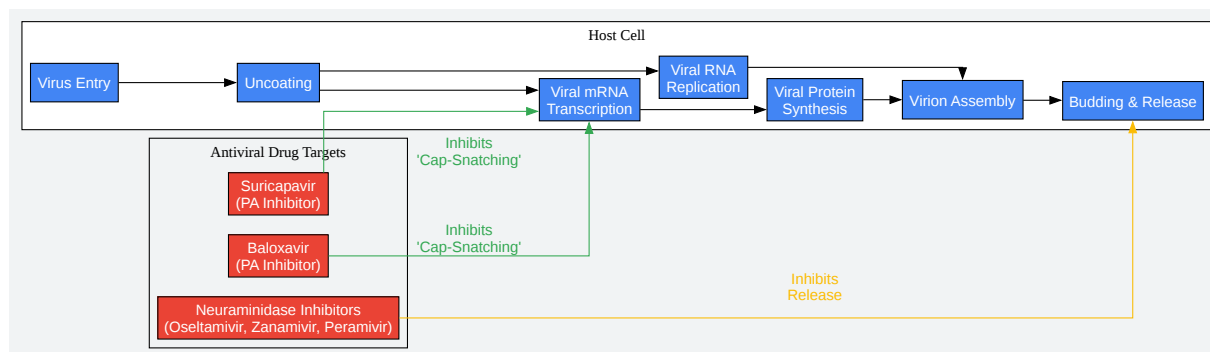 Host Cell
Virus Entry
Uncoating
Viral RNA
Replication
Viral mRNA
Transcription
Viral Protein
Synthesis
Virion Assembly
Budding & Release
Antiviral Drug Targets
Inhibits
'Cap-Snatching'
Suricapavir
(PA Inhibitor)
Inhibits
'Cap-Snatching'
Baloxavir
(PA Inhibitor)
Inhibits
Release
Neuraminidase Inhibitors
(Oseltamivir, Zanamivir, Peramivir)